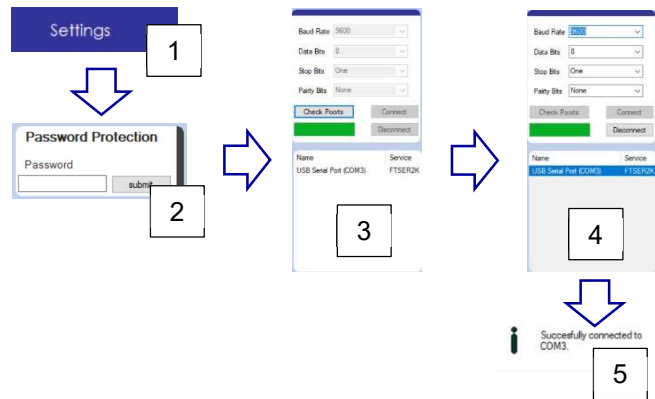 Settings
1
Password Protection
Password
submit
2
Baud Rate 9600
Data Bits 8
Stop Bits One
Pairty Bits None
Check Poorts Connect
Disconnect
Name Service
USB Serial Port (COM3) FTSER2K
3
Baud Rate 9600
Data Bits 8
Stop Bits One
Pairty Bits None
Check Poorts Connect
Disconnect
Name Service
USB Serial Port (COM3) FTSER2K
4
Succesfully connected to
COM3.
5